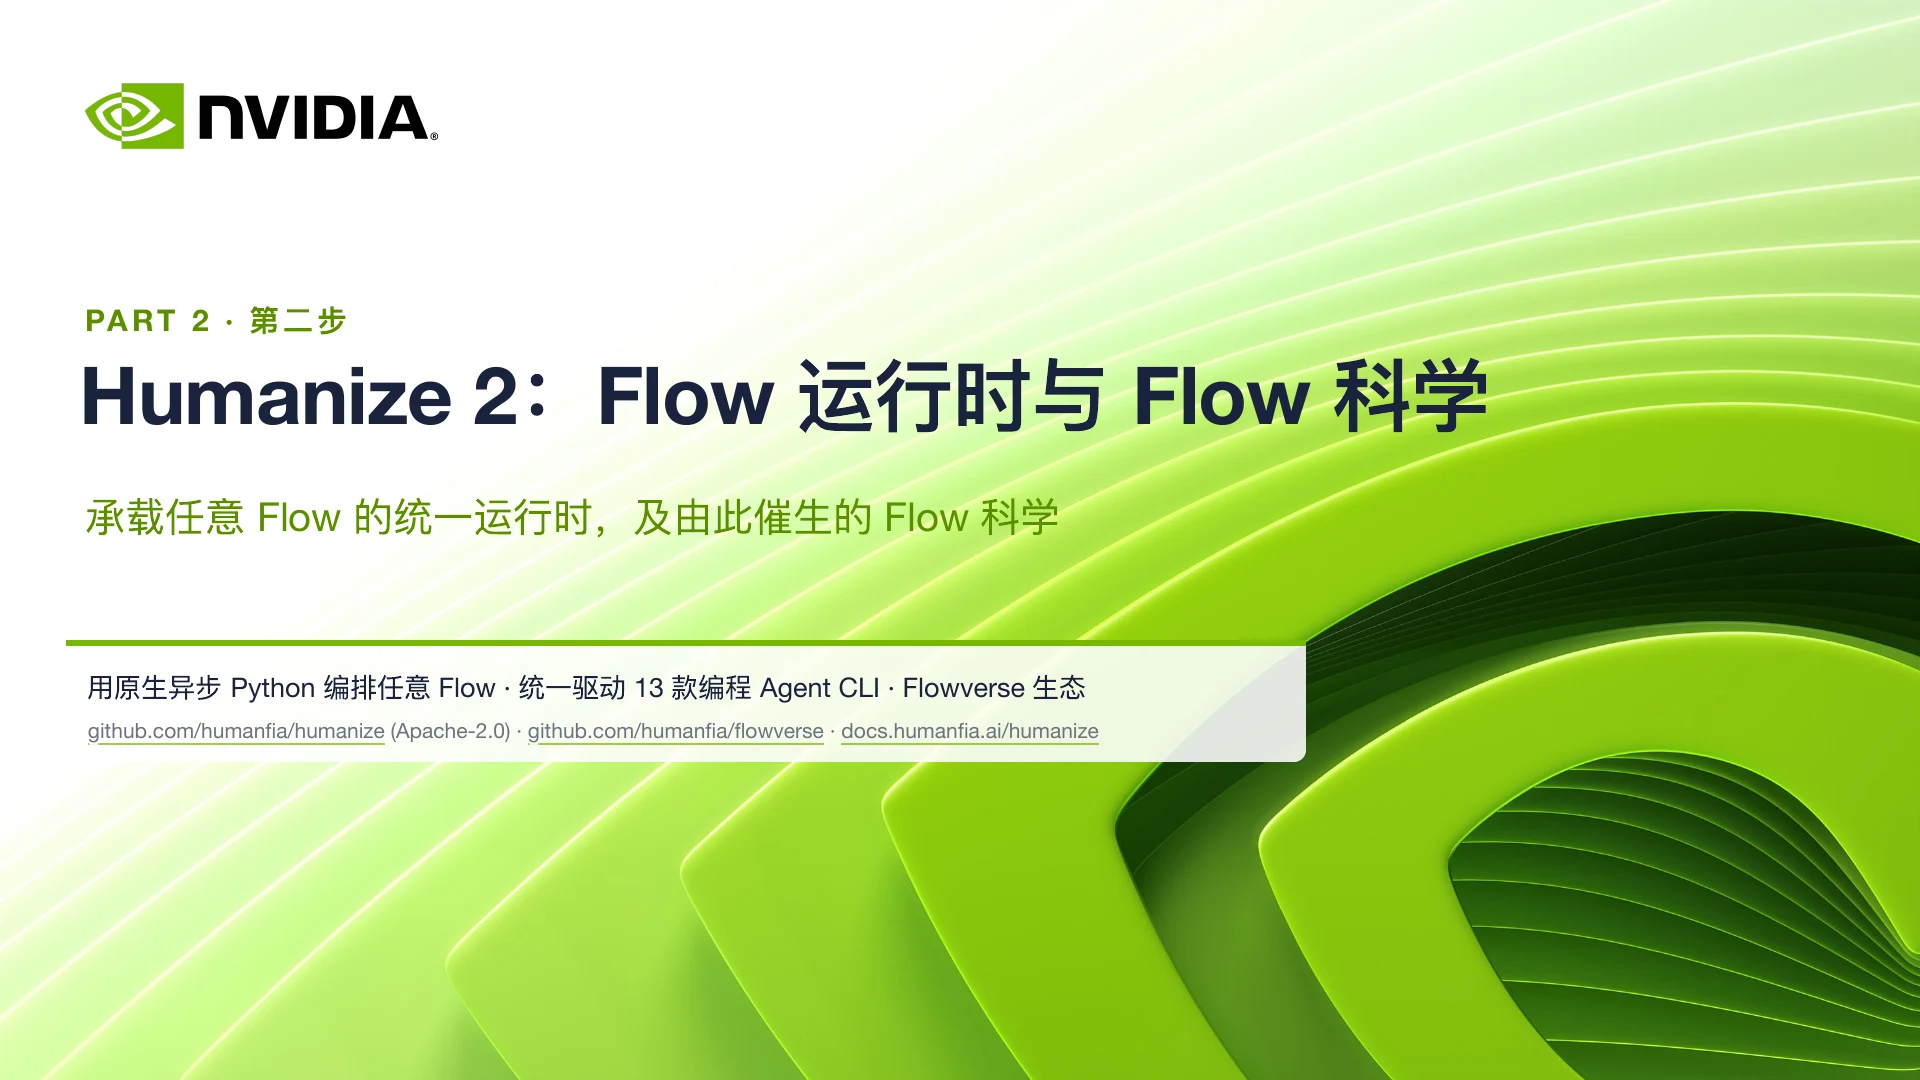 NVIDIA®
PART 2 · 第二步
Humanize 2：Flow 运行时与 Flow 科学
承载任意 Flow 的统一运行时，及由此催生的 Flow 科学
用原生异步 Python 编排任意 Flow · 统一驱动 13 款编程 Agent CLI · Flowverse 生态
github.com/humanfia/humanize (Apache-2.0) · github.com/humanfia/flowverse · docs.humanfia.ai/humanize